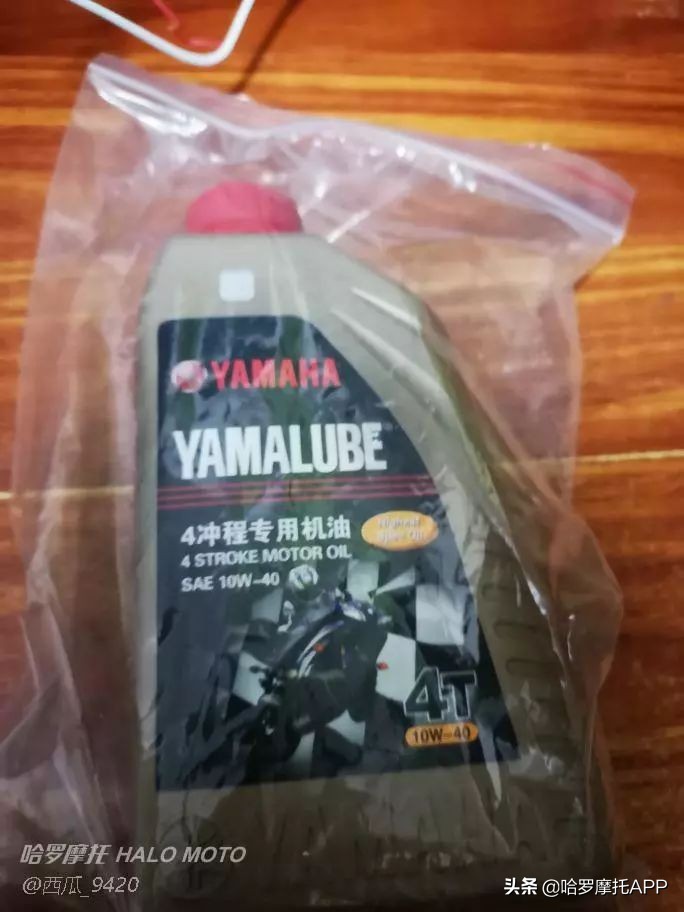 YAMAHA
YAMALUBE
4冲程专用机油
Highest
4 STROKE MOTOR OIL
SAE 10W-40
4T
10W-40
YAMAHA
哈罗摩托 HALO MOTO
@西瓜_9420
头条 @哈罗摩托APP